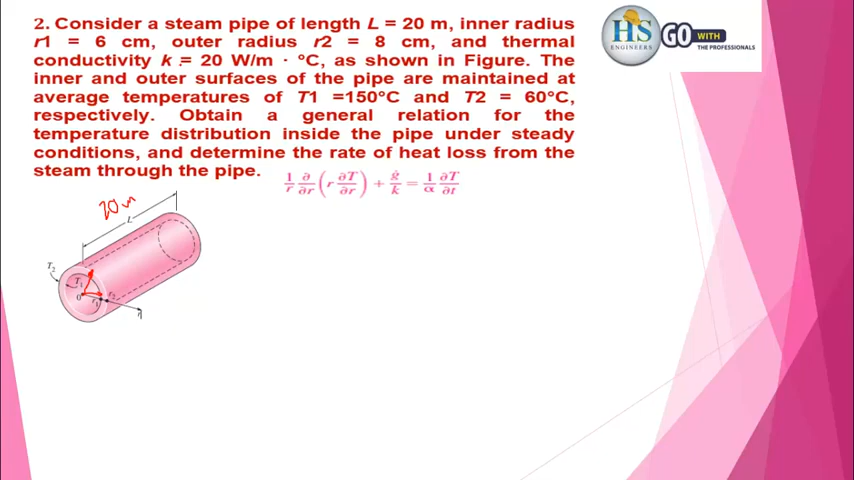 2. Consider a steam pipe of length L = 20 m, inner radius
r1 = 6 cm, outer radius r2 = 8 cm, and thermal
conductivity k = 20 W/m · °C, as shown in Figure. The
inner and outer surfaces of the pipe are maintained at
average temperatures of T1 =150°C and T2 = 60°C,
respectively. Obtain a general relation for the
temperature distribution inside the pipe under steady
conditions, and determine the rate of heat loss from the
steam through the pipe.
1/r ∂/∂r (r ∂T/∂r) + ġ/k = 1/α ∂T/∂t
HS
ENGINEERS
GO WITH
THE PROFESSIONALS
20m
L
T2
T1
r2
0
r1
r